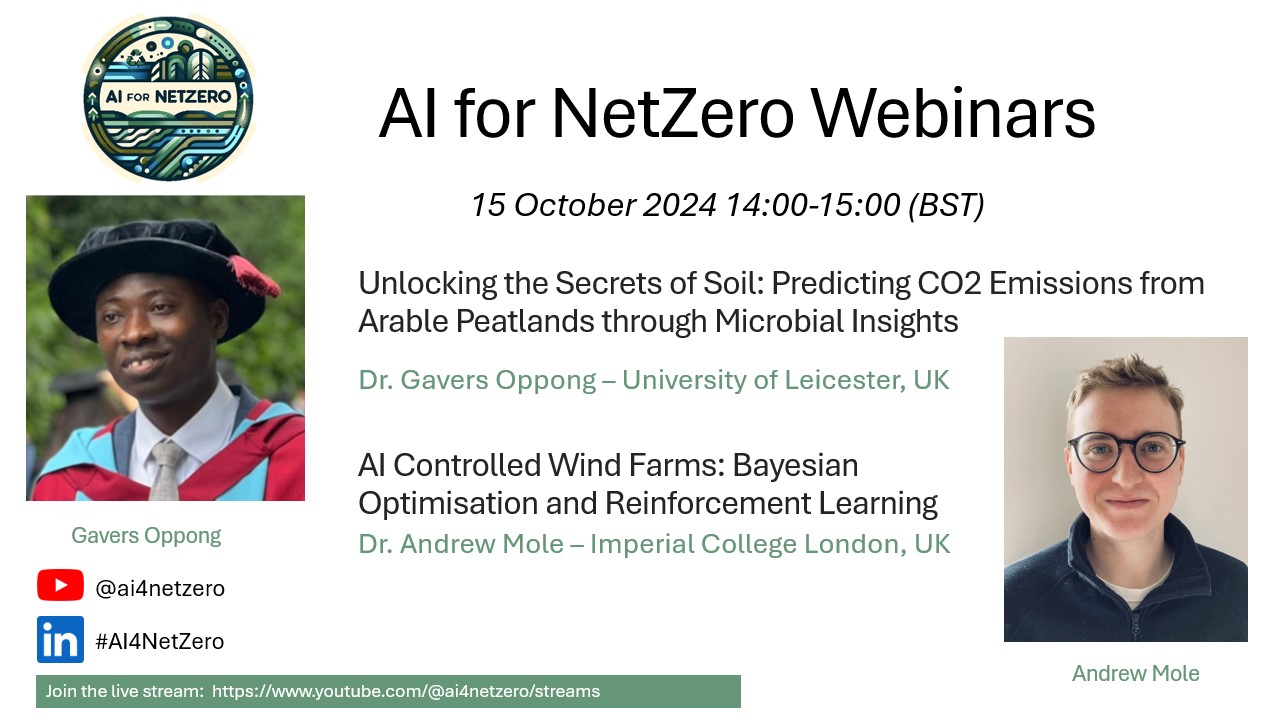 AI FOR NETZERO
AI for NetZero Webinars
15 October 2024 14:00-15:00 (BST)
Unlocking the Secrets of Soil: Predicting CO2 Emissions from
Arable Peatlands through Microbial Insights
Dr. Gavers Oppong – University of Leicester, UK
AI Controlled Wind Farms: Bayesian
Optimisation and Reinforcement Learning
Dr. Andrew Mole – Imperial College London, UK
Gavers Oppong
@ai4netzero
in
#AI4NetZero
Join the live stream: https://www.youtube.com/@ai4netzero/streams
Andrew Mole